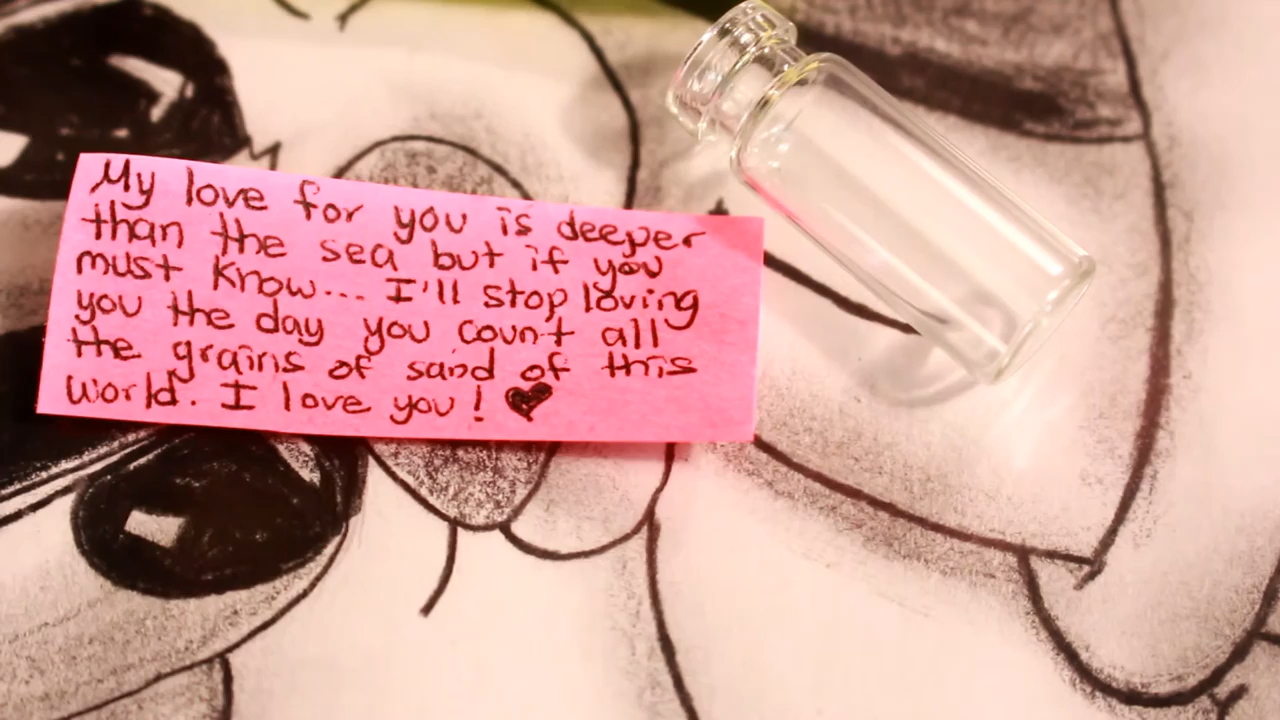 My love for you is deeper
than the sea but if you
must know... I'll stop loving
you the day you count all
the grains of sand of this
world. I love you! ♥